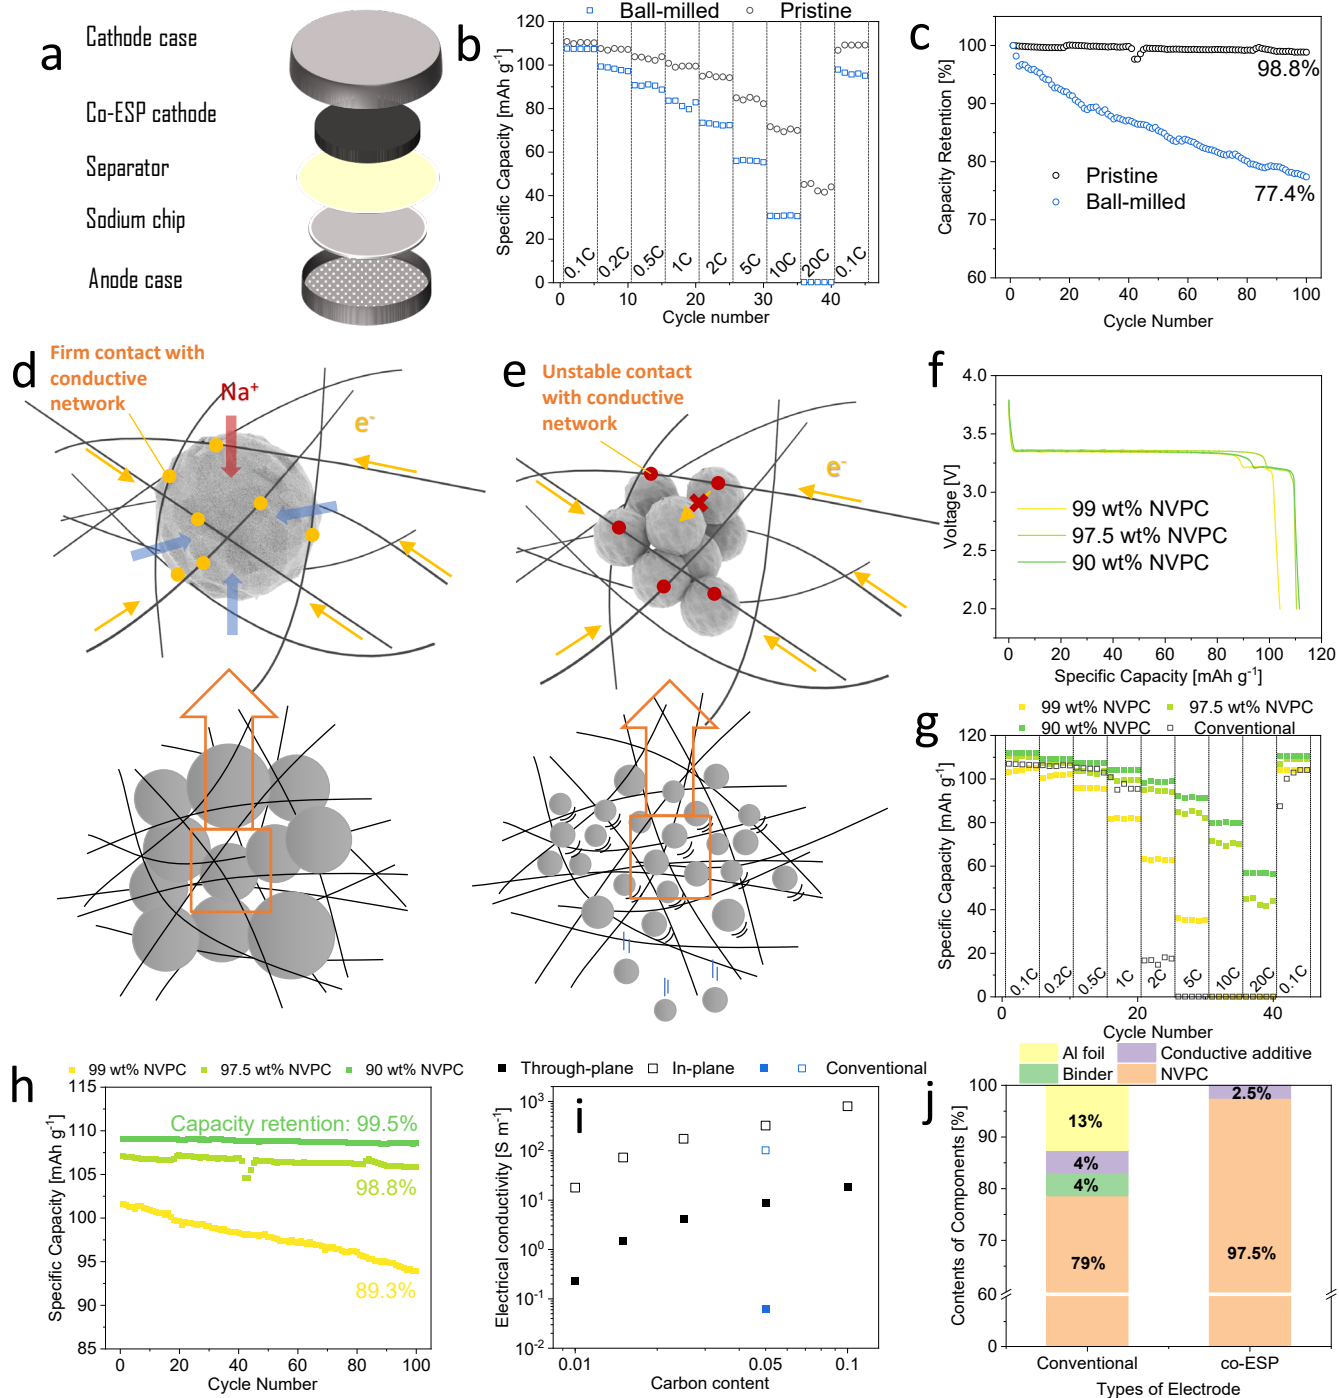 a
Cathode case
Co-ESP cathode
Separator
Sodium chip
Anode case
b
Ball-milled
Pristine
Specific Capacity [mAh g⁻¹]
120
100
80
60
40
20
0
0.1C
0.2C
0.5C
1C
2C
5C
10C
20C
0.1C
0
10
20
30
40
Cycle number
c
Capacity Retention [%]
100
90
80
70
60
98.8%
Pristine
Ball-milled
77.4%
0
20
40
60
80
100
Cycle Number
d
Firm contact with
conductive
network
Na⁺
e⁻
e
Unstable contact
with conductive
network
e⁻
f
Voltage [V]
4.0
3.5
3.0
2.5
2.0
99 wt% NVPC
97.5 wt% NVPC
90 wt% NVPC
0
20
40
60
80
100
120
Specific Capacity [mAh g⁻¹]
g
99 wt% NVPC
97.5 wt% NVPC
90 wt% NVPC
Conventional
Specific Capacity [mAh g⁻¹]
120
100
80
60
40
20
0
0.1C
0.2C
0.5C
1C
2C
5C
10C
20C
0.1C
0
20
40
Cycle Number
h
99 wt% NVPC
97.5 wt% NVPC
90 wt% NVPC
Specific Capacity [mAh g⁻¹]
115
110
105
100
95
90
85
Capacity retention: 99.5%
98.8%
89.3%
0
20
40
60
80
100
Cycle Number
i
Through-plane
In-plane
Conventional
Electrical conductivity [S m⁻¹]
10³
10²
10¹
10⁰
10⁻¹
10⁻²
0.01
0.05
0.1
Carbon content
j
Al foil
Conductive additive
Binder
NVPC
Contents of Components [%]
100
90
80
70
60
0
13%
4%
4%
79%
2.5%
97.5%
Conventional
co-ESP
Types of Electrode